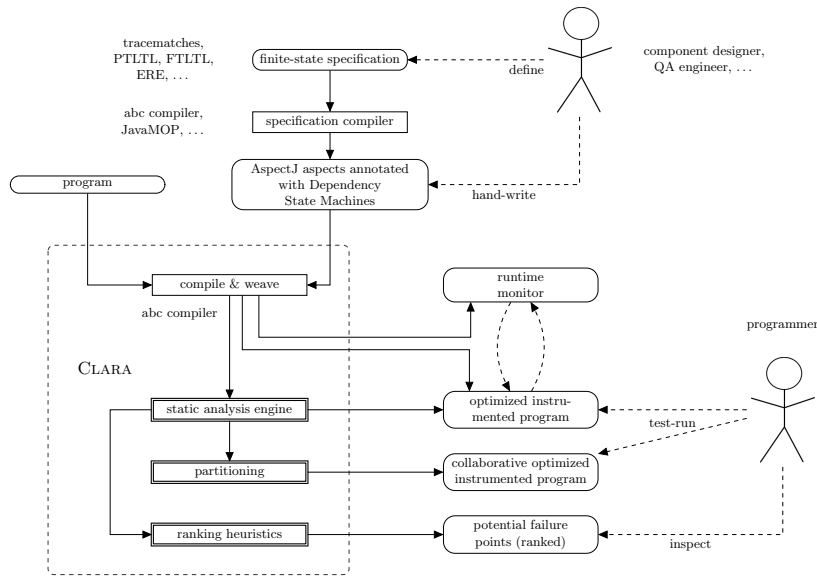 tracematches,
PTLTL, FTLTL,
ERE, ...
finite-state specification
define
component designer,
QA engineer, ...
abc compiler,
JavaMOP, ...
specification compiler
AspectJ aspects annotated
with Dependency
State Machines
hand-write
program
compile & weave
abc compiler
runtime
monitor
programmer
CLARA
static analysis engine
optimized instru-
mented program
test-run
partitioning
collaborative optimized
instrumented program
ranking heuristics
potential failure
points (ranked)
inspect